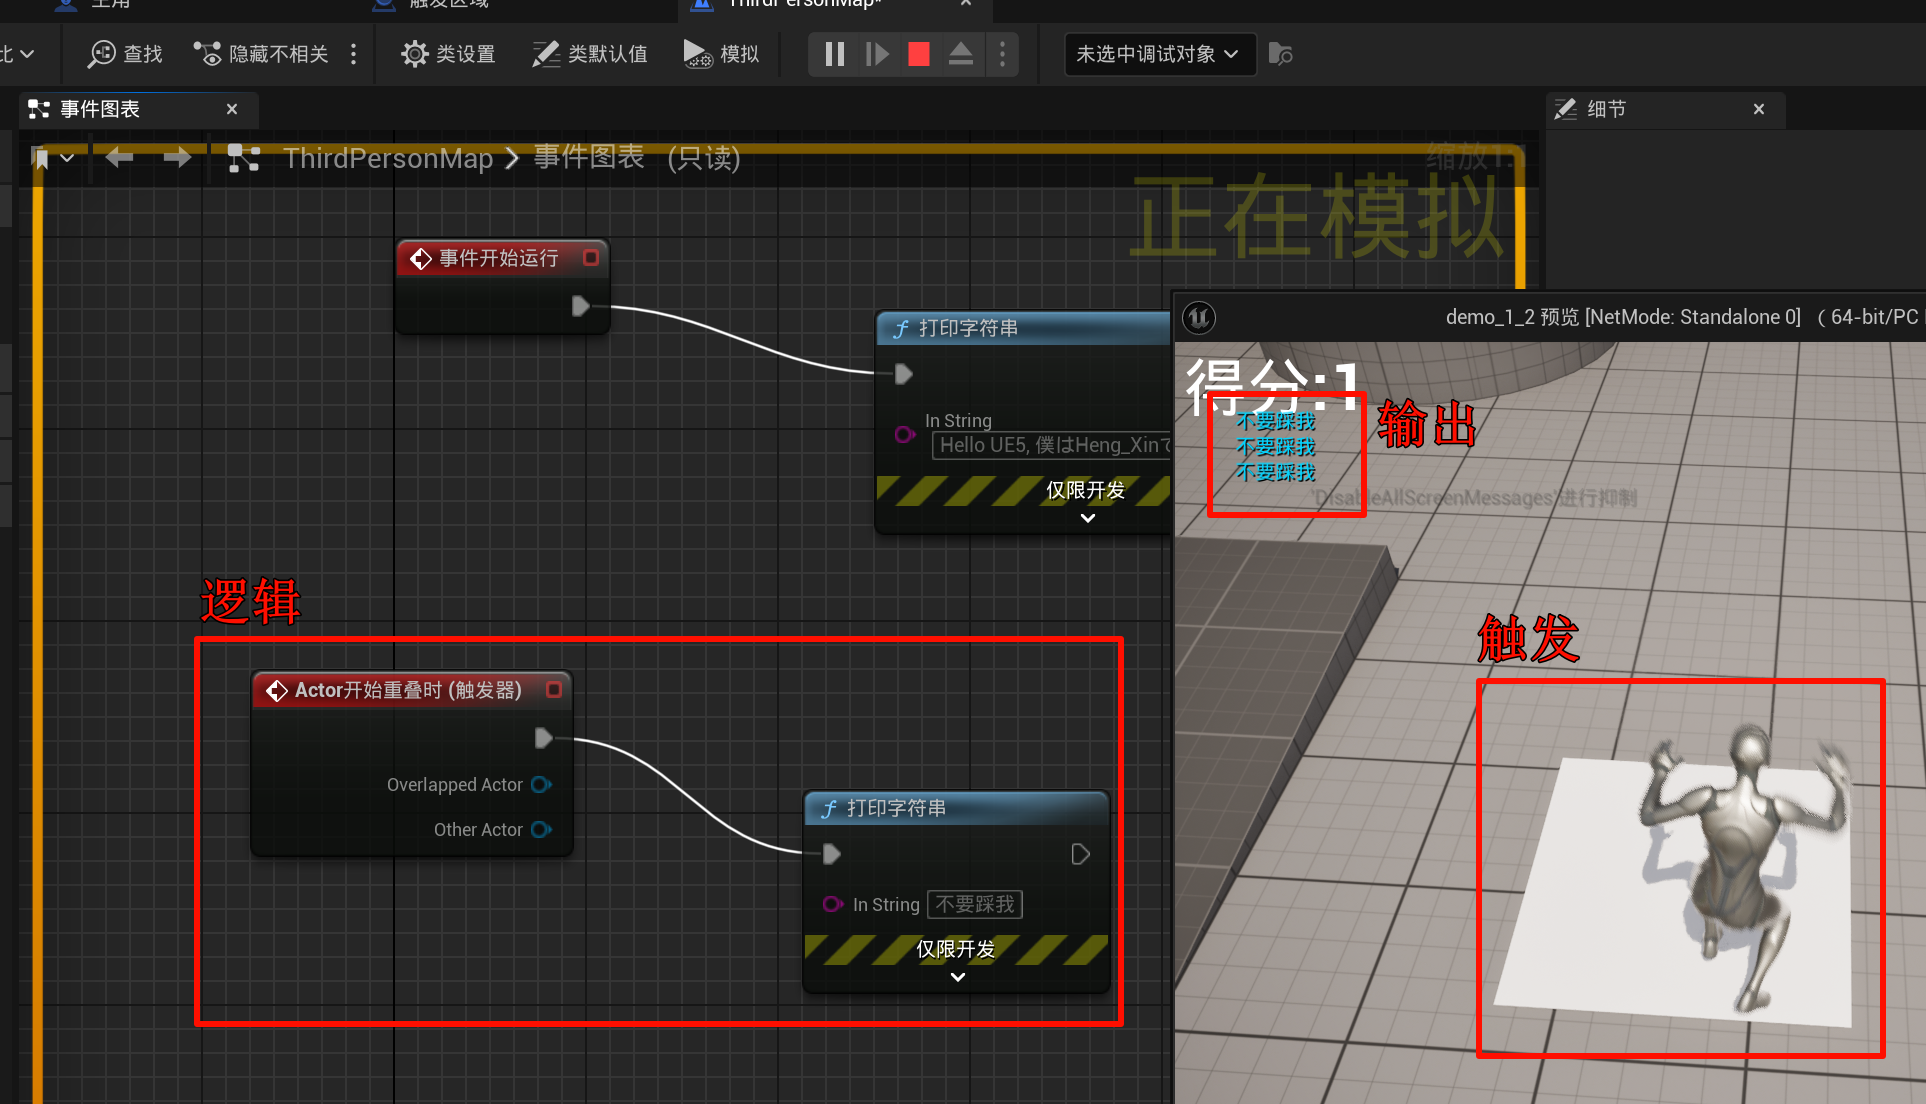 主角
触发区域
ThirdPersonMap*
比
查找
隐藏不相关
类设置
类默认值
模拟
未选中调试对象
事件图表
细节
ThirdPersonMap > 事件图表 (只读)
缩放1:1
正在模拟
事件开始运行
打印字符串
In String
Hello UE5, 僕はHeng_Xinで
仅限开发
demo_1_2 预览 [NetMode: Standalone 0] ( 64-bit/PC
得分:1
不要踩我
不要踩我
不要踩我
输出
'DisableAllScreenMessages'进行抑制
逻辑
触发
Actor开始重叠时 (触发器)
Overlapped Actor
Other Actor
打印字符串
In String 不要踩我
仅限开发